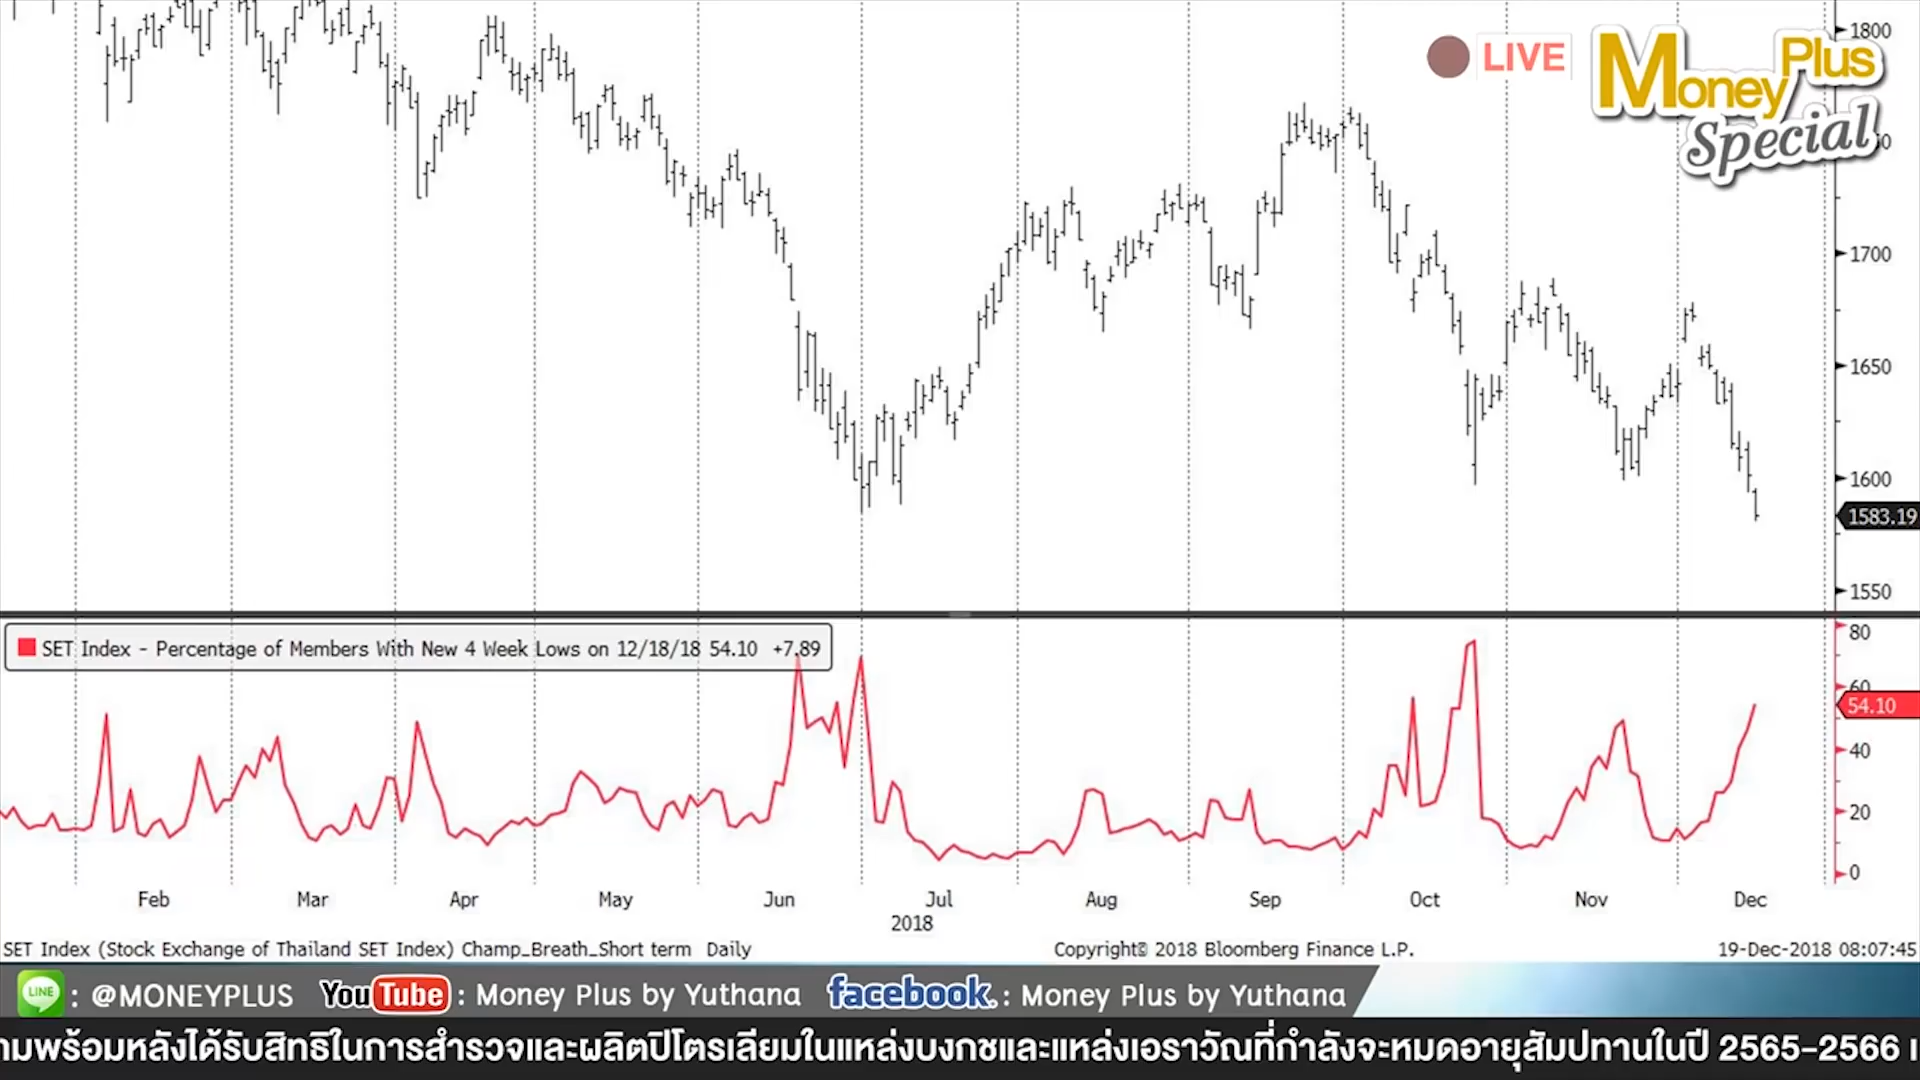 1800
LIVE
Money Plus
Special
1700
1650
1600
1583.19
1550
SET Index - Percentage of Members With New 4 Week Lows on 12/18/18 54.10 +7.89
80
60
54.10
40
20
0
Feb Mar Apr May Jun Jul Aug Sep Oct Nov Dec
2018
SET Index (Stock Exchange of Thailand SET Index) Champ_Breath_Short term Daily Copyright© 2018 Bloomberg Finance L.P. 19-Dec-2018 08:07:45
LINE : @MONEYPLUS YouTube : Money Plus by Yuthana facebook. : Money Plus by Yuthana
ามพร้อมหลังได้รับสิทธิในการสำรวจและผลิตปิโตรเลียมในแหล่งบงกชและแหล่งเอราวัณที่กำลังจะหมดอายุสัมปทานในปี 2565-2566